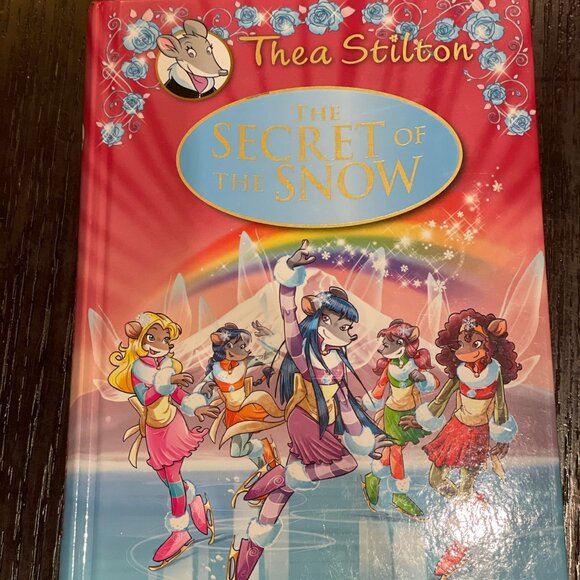 Thea Stilton
THE
SECRET OF
THE SNOW